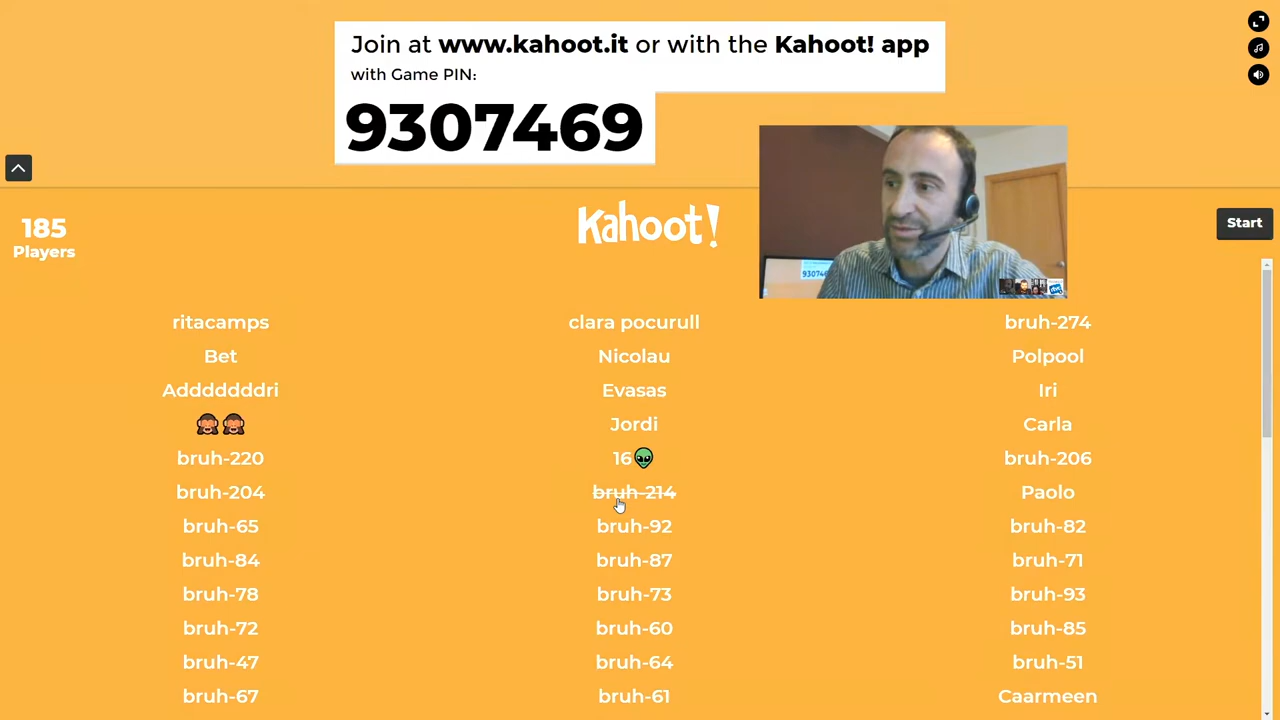 Join at www.kahoot.it or with the Kahoot! app
with Game PIN:
9307469
185
Players
Kahoot!
Start
930746
ritacamps clara pocurull bruh-274
Bet Nicolau Polpool
Adddddddri Evasas Iri
🙈🙈 Jordi Carla
bruh-220 16👽 bruh-206
bruh-204 bruh-214 Paolo
bruh-65 bruh-92 bruh-82
bruh-84 bruh-87 bruh-71
bruh-78 bruh-73 bruh-93
bruh-72 bruh-60 bruh-85
bruh-47 bruh-64 bruh-51
bruh-67 bruh-61 Caarmeen